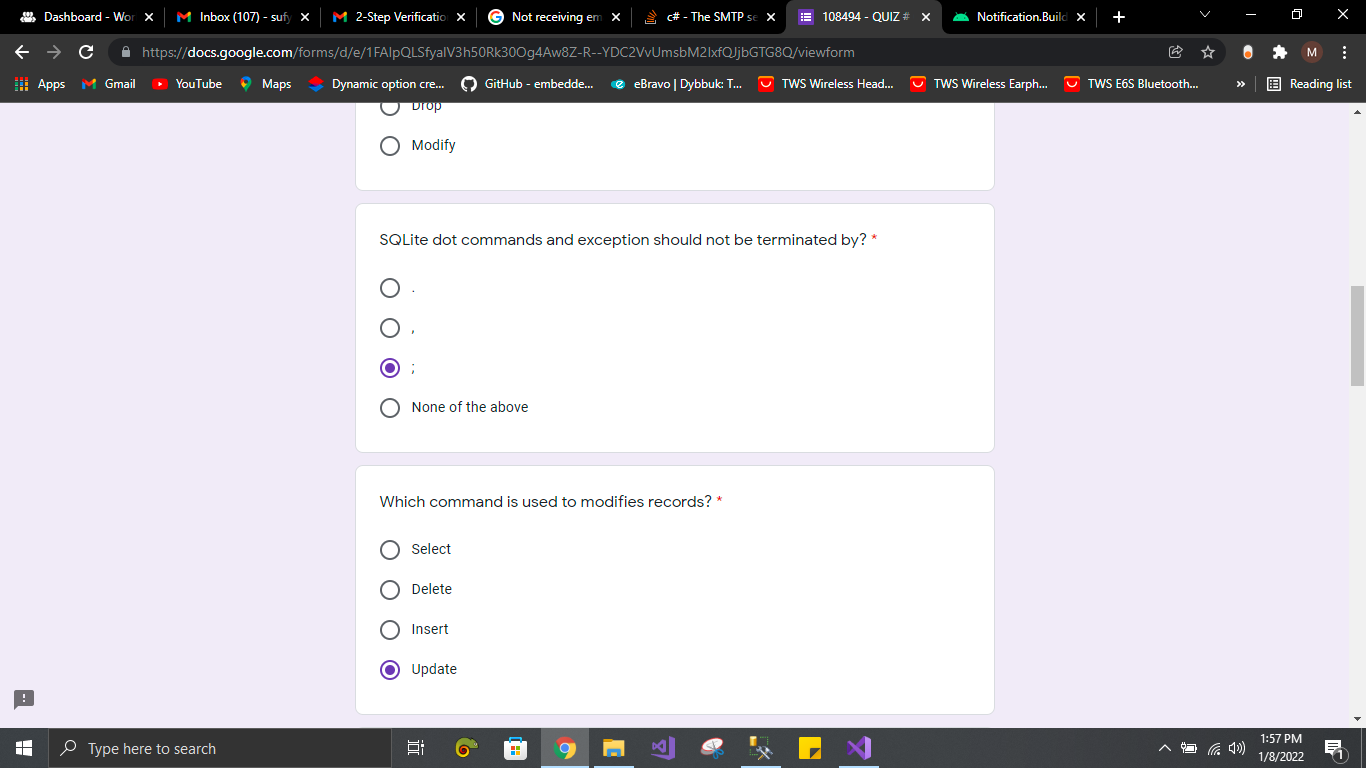 Dashboard - Wor
Inbox (107) - sufy
2-Step Verificatio
Not receiving em
c# - The SMTP se
108494 - QUIZ #
Notification.Build
https://docs.google.com/forms/d/e/1FAIpQLSfyaIV3h50Rk30Og4Aw8Z-R--YDC2VvUmsbM2IxfQJjbGTG8Q/viewform
M
Apps
Gmail
YouTube
Maps
Dynamic option cre...
GitHub - embedde...
eBravo | Dybbuk: T...
TWS Wireless Head...
TWS Wireless Earph...
TWS E6S Bluetooth...
»
Reading list
Drop
Modify
SQLite dot commands and exception should not be terminated by? *
.
,
;
None of the above
Which command is used to modifies records? *
Select
Delete
Insert
Update
Type here to search
1:57 PM
1/8/2022
1